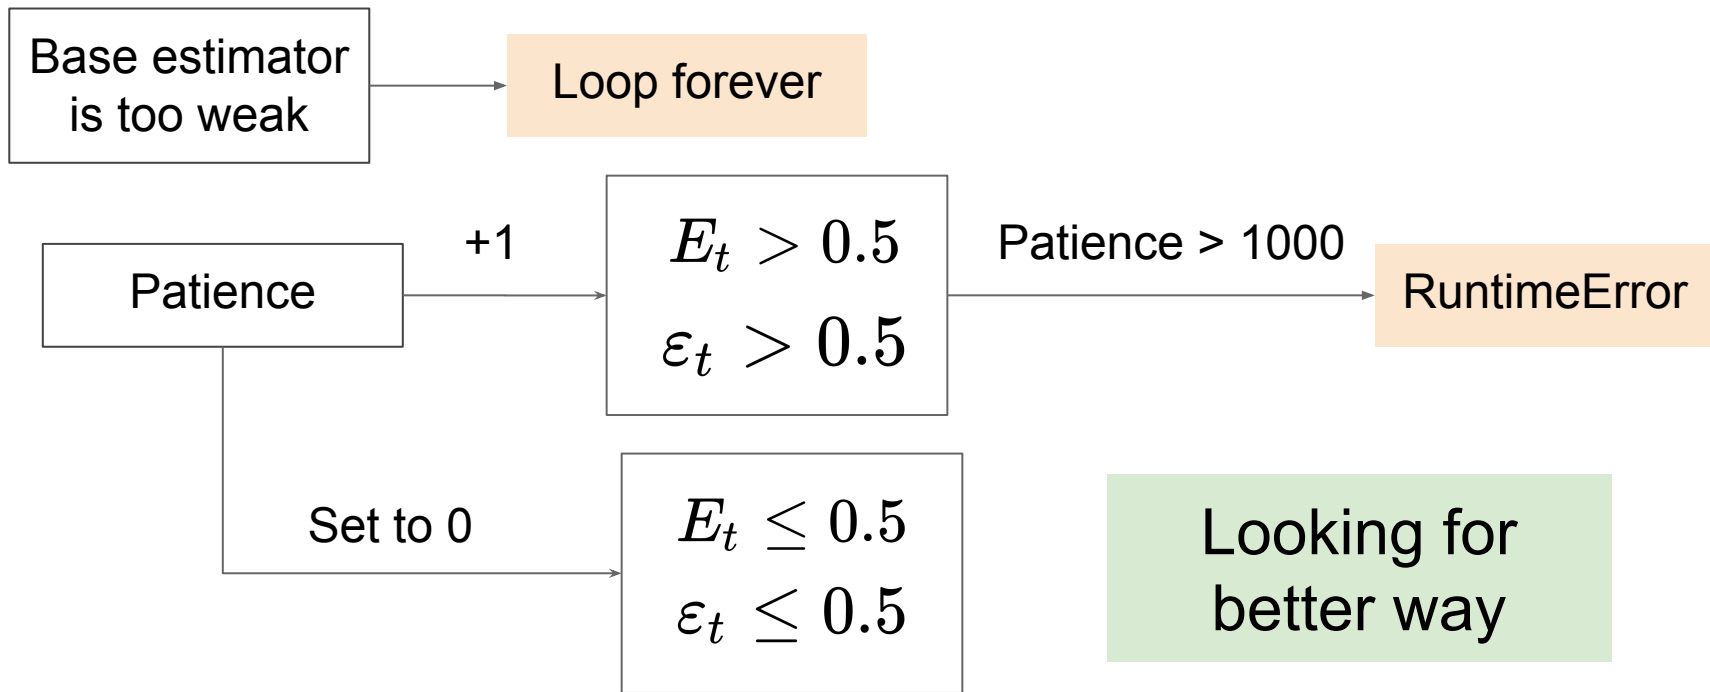 Base estimator
is too weak
Loop forever
Patience
+1
E_t > 0.5
ε_t > 0.5
Patience > 1000
RuntimeError
Set to 0
E_t ≤ 0.5
ε_t ≤ 0.5
Looking for
better way